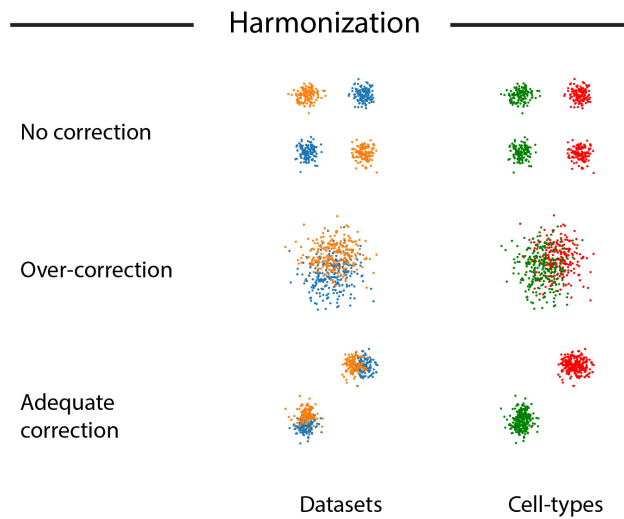 Harmonization
No correction
Over-correction
Adequate
correction
Datasets
Cell-types